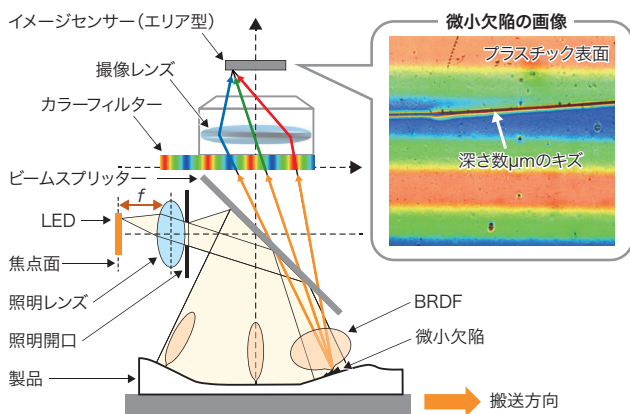 イメージセンサー(エリア型)
撮像レンズ
カラーフィルター
ビームスプリッター
f
LED
焦点面
照明レンズ
照明開口
製品
微小欠陥の画像
プラスチック表面
深さ数μmのキズ
BRDF
微小欠陥
搬送方向